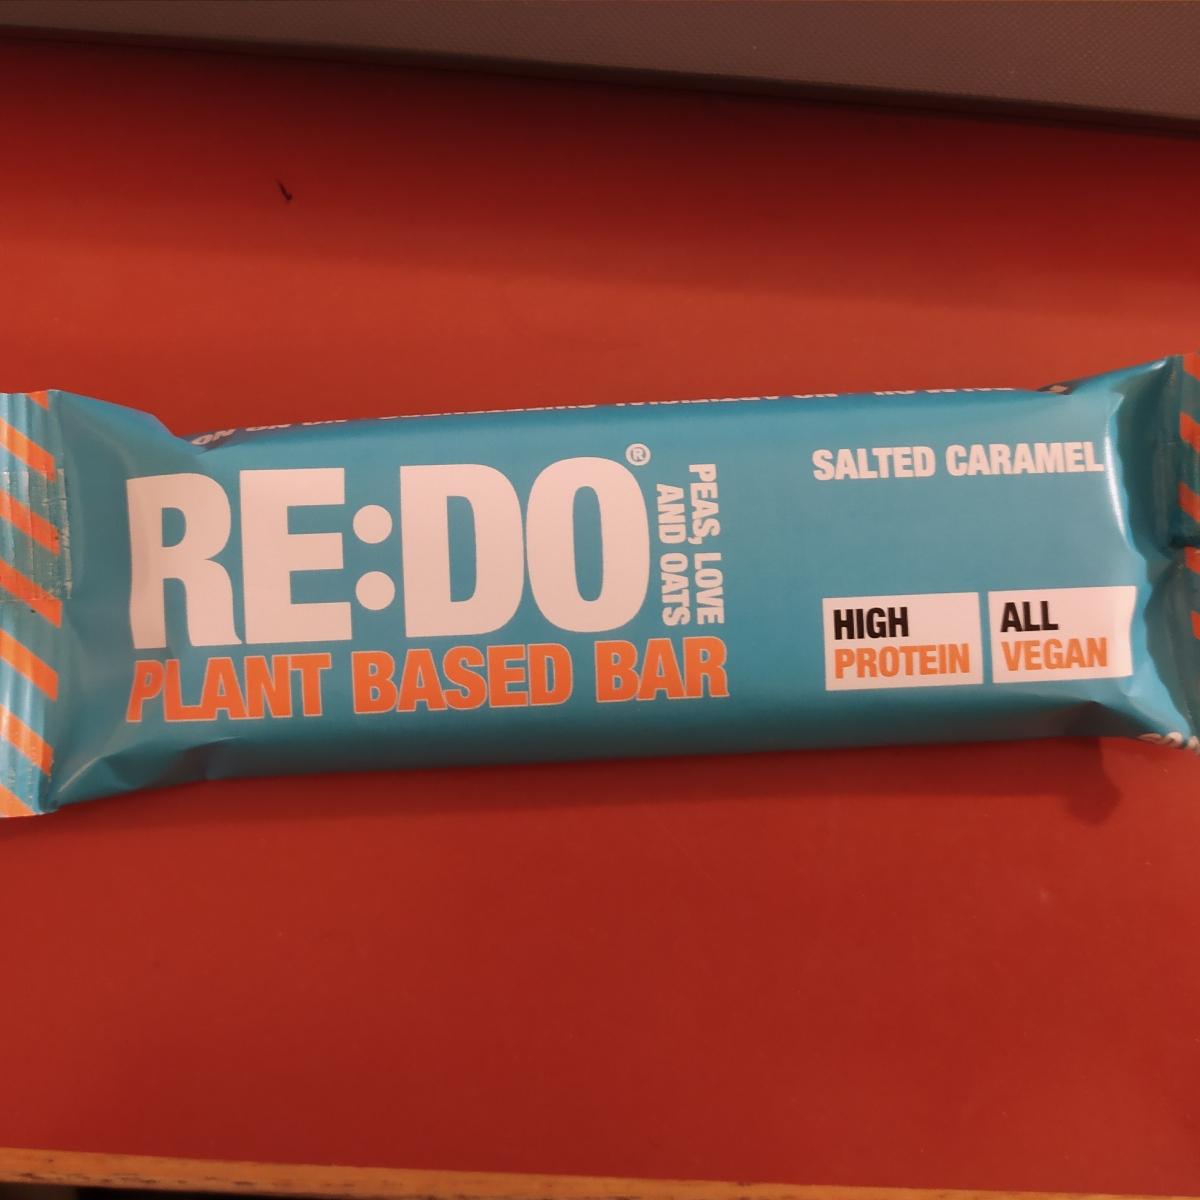 RE:DO®
PEAS, LOVE
AND OATS
PLANT BASED BAR
SALTED CARAMEL
HIGH
PROTEIN
ALL
VEGAN